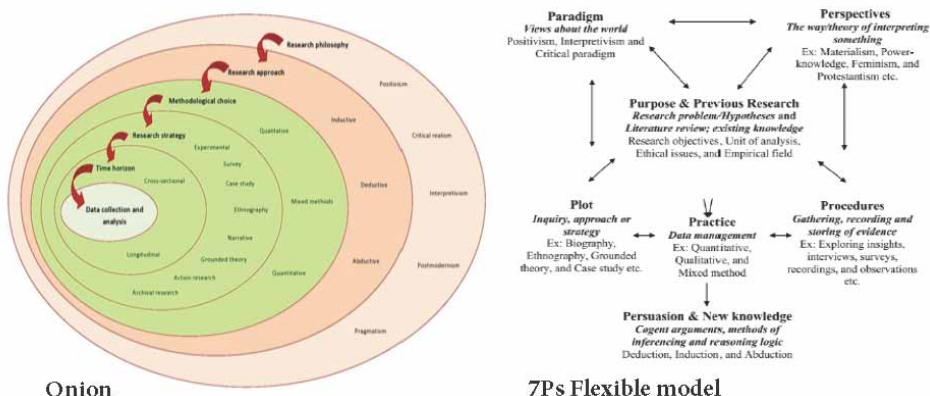 Research philosophy
Positivism
Research approach
Methodological choice
Inductive
Quantative
Critical realism
Research strategy
Experimental
Survey
Time horizon
Cross-sectional
Case study
Deductive
Interpretivism
Mixed methods
Data collection and
analysis
Ethnography
Narrative
Longitudinal
Grounded theory
Abductive
Postmodernism
Quantitative
Action research
Archival research
Pragmatism
Onion
Paradigm
Views about the world
Positivism, Interpretivism and
Critical paradigm
Perspectives
The way/theory of interpreting
something
Ex: Materialism, Power-
knowledge, Feminism, and
Protestantism etc.
Purpose & Previous Research
Research problem/Hypotheses and
Literature review; existing knowledge
Research objectives, Unit of analysis,
Ethical issues, and Empirical field
Plot
Inquiry, approach or
strategy
Ex: Biography,
Ethnography, Grounded
theory, and Case study etc.
Practice
Data management
Ex: Quantitative,
Qualitative, and
Mixed method
Procedures
Gathering, recording and
storing of evidence
Ex: Exploring insights,
interviews, surveys,
recordings, and observations
etc.
Persuasion & New knowledge
Cogent arguments, methods of
inferencing and reasoning logic
Deduction, Induction, and Abduction
7Ps Flexible model